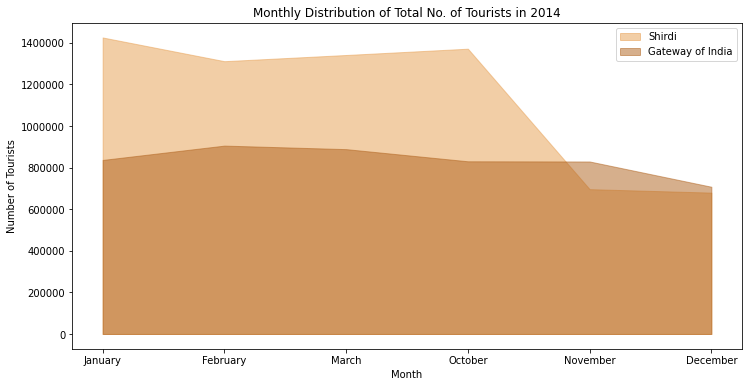 Monthly Distribution of Total No. of Tourists in 2014
Shirdi
Gateway of India
1400000
1200000
1000000
800000
600000
400000
200000
0
Number of Tourists
January February March October November December
Month